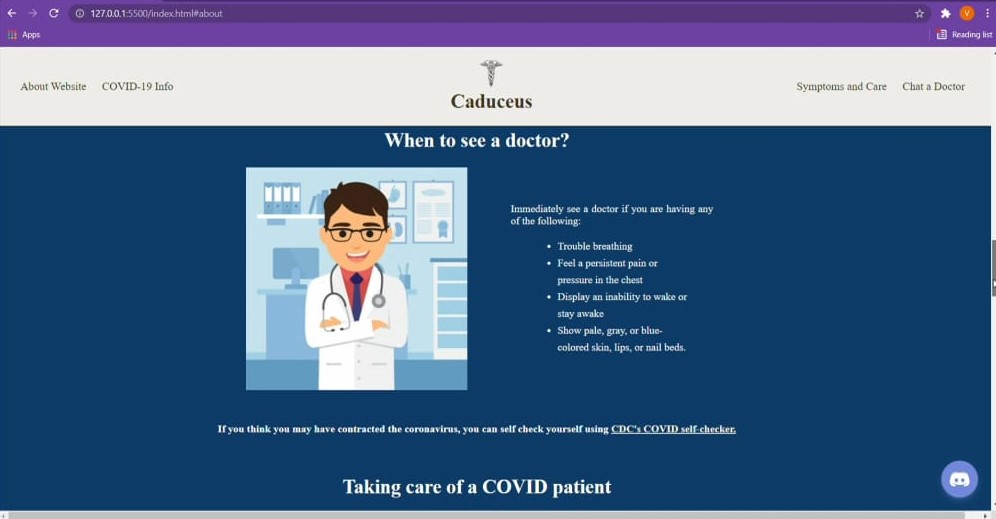 127.0.0.1:5500/index.html#about
V
Apps
Reading list
About Website COVID-19 Info
Caduceus
Symptoms and Care Chat a Doctor
When to see a doctor?
Immediately see a doctor if you are having any
of the following:
• Trouble breathing
• Feel a persistent pain or
pressure in the chest
• Display an inability to wake or
stay awake
• Show pale, gray, or blue-
colored skin, lips, or nail beds.
If you think you may have contracted the coronavirus, you can self check yourself using CDC's COVID self-checker.
Taking care of a COVID patient